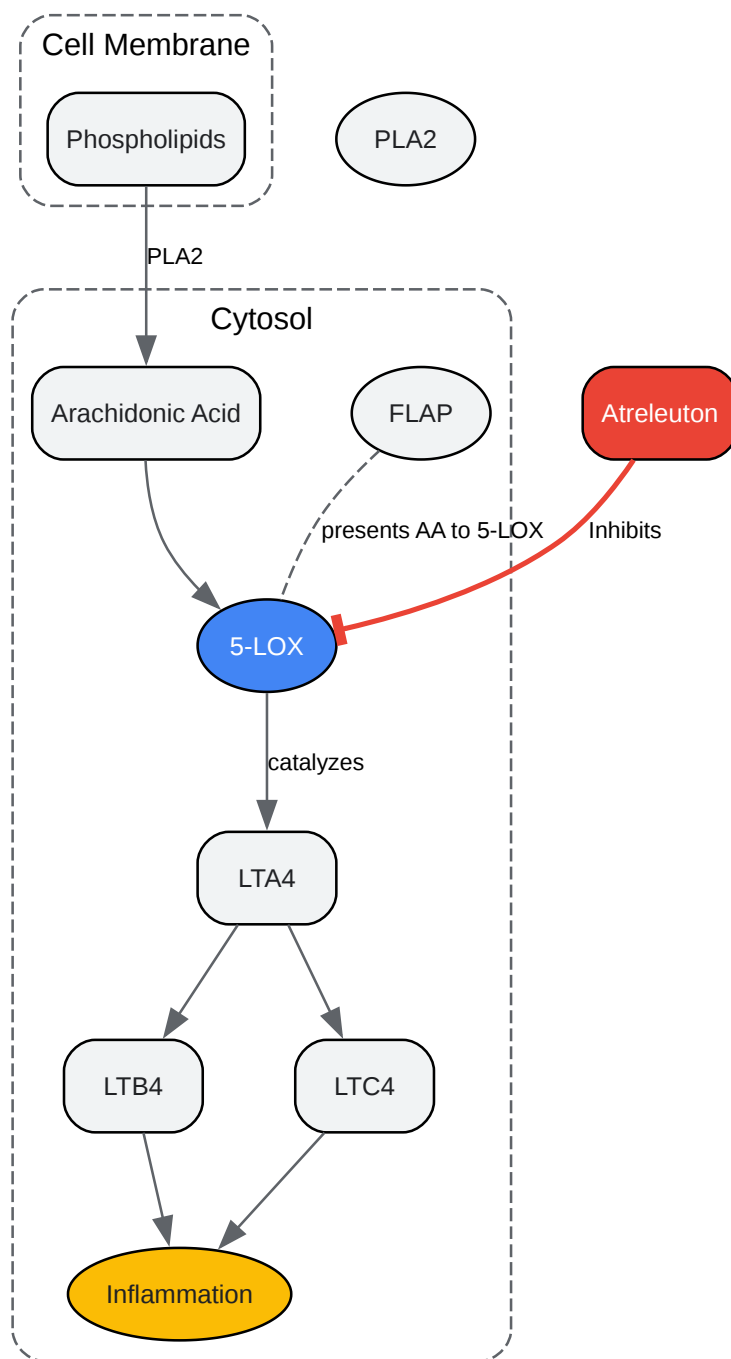 Cell Membrane
Phospholipids
PLA2
PLA2
Cytosol
Arachidonic Acid
FLAP
Atreleuton
presents AA to 5-LOX
Inhibits
5-LOX
catalyzes
LTA4
LTB4
LTC4
Inflammation